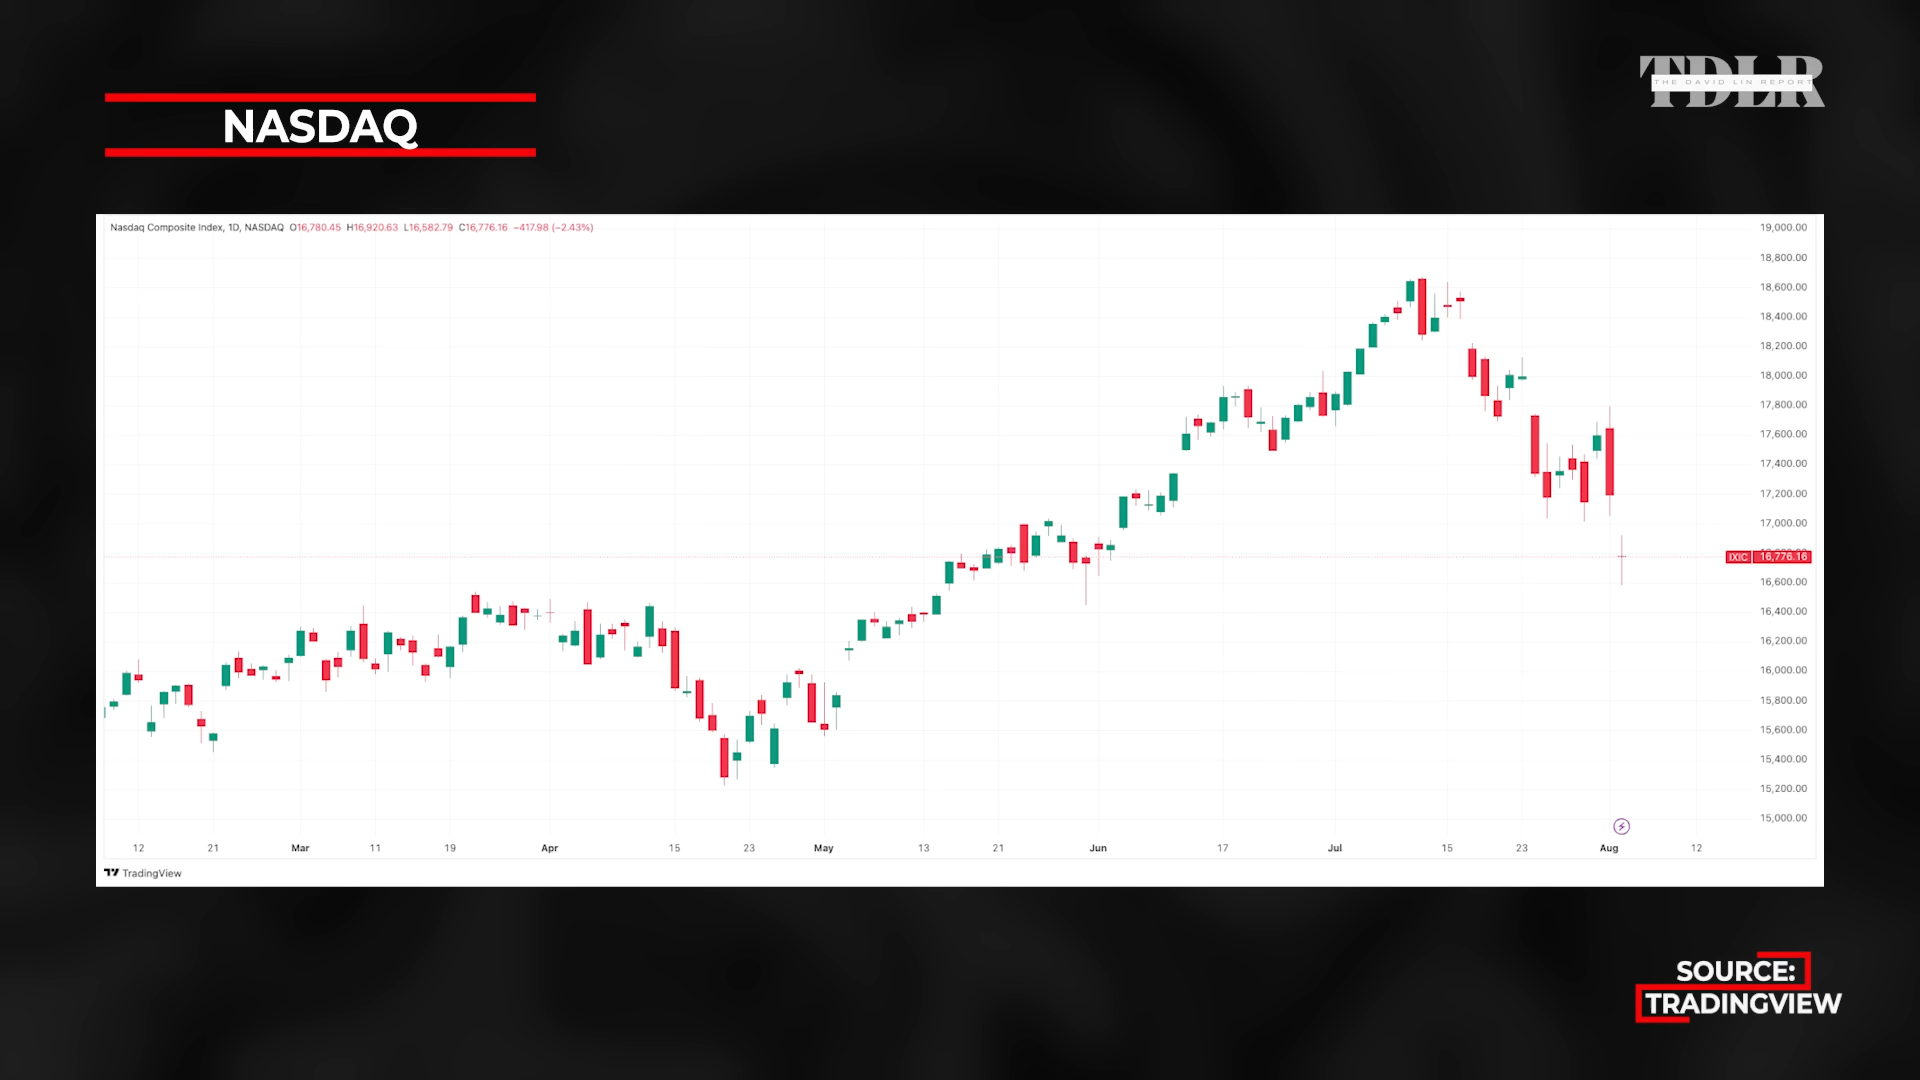 NASDAQ
TDLR
THE DAVID LIN REPORT
Nasdaq Composite Index, 1D, NASDAQ O16,780.45 H16,920.63 L16,582.79 C16,776.16 −417.98 (−2.43%)
19,000.00
18,800.00
18,600.00
18,400.00
18,200.00
18,000.00
17,800.00
17,600.00
17,400.00
17,200.00
17,000.00
IXIC 16,776.16
16,600.00
16,400.00
16,200.00
16,000.00
15,800.00
15,600.00
15,400.00
15,200.00
15,000.00
12 21 Mar 11 19 Apr 15 23 May 13 21 Jun 17 Jul 15 23 Aug 12
TradingView
SOURCE:
TRADINGVIEW